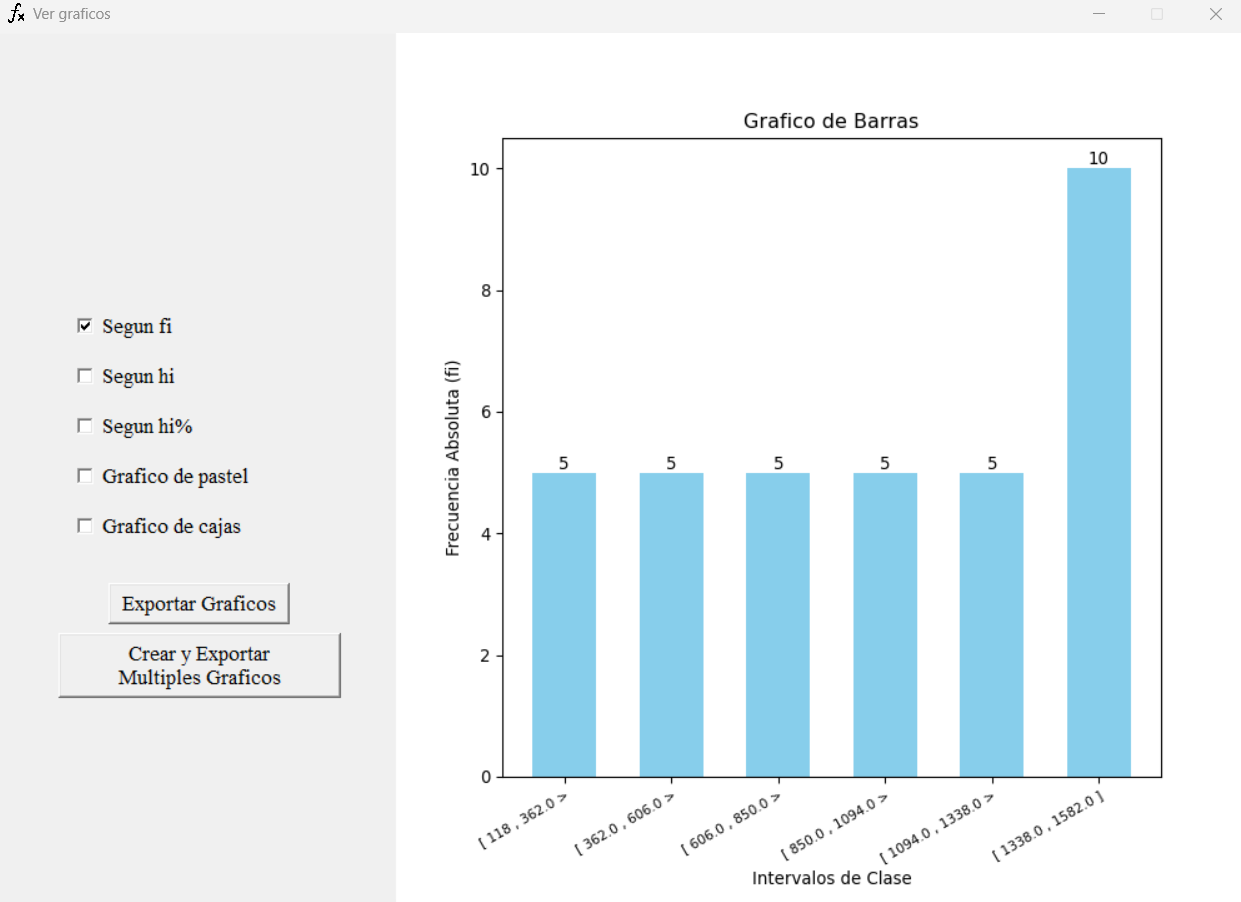 Ver graficos
Segun fi
Segun hi
Segun hi%
Grafico de pastel
Grafico de cajas
Exportar Graficos
Crear y Exportar
Multiples Graficos
Grafico de Barras
Frecuencia Absoluta (fi)
10
8
6
4
2
0
5
5
5
5
5
10
[ 118 , 362.0 >
[ 362.0 , 606.0 >
[ 606.0 , 850.0 >
[ 850.0 , 1094.0 >
[ 1094.0 , 1338.0 >
[ 1338.0 , 1582.0 ]
Intervalos de Clase